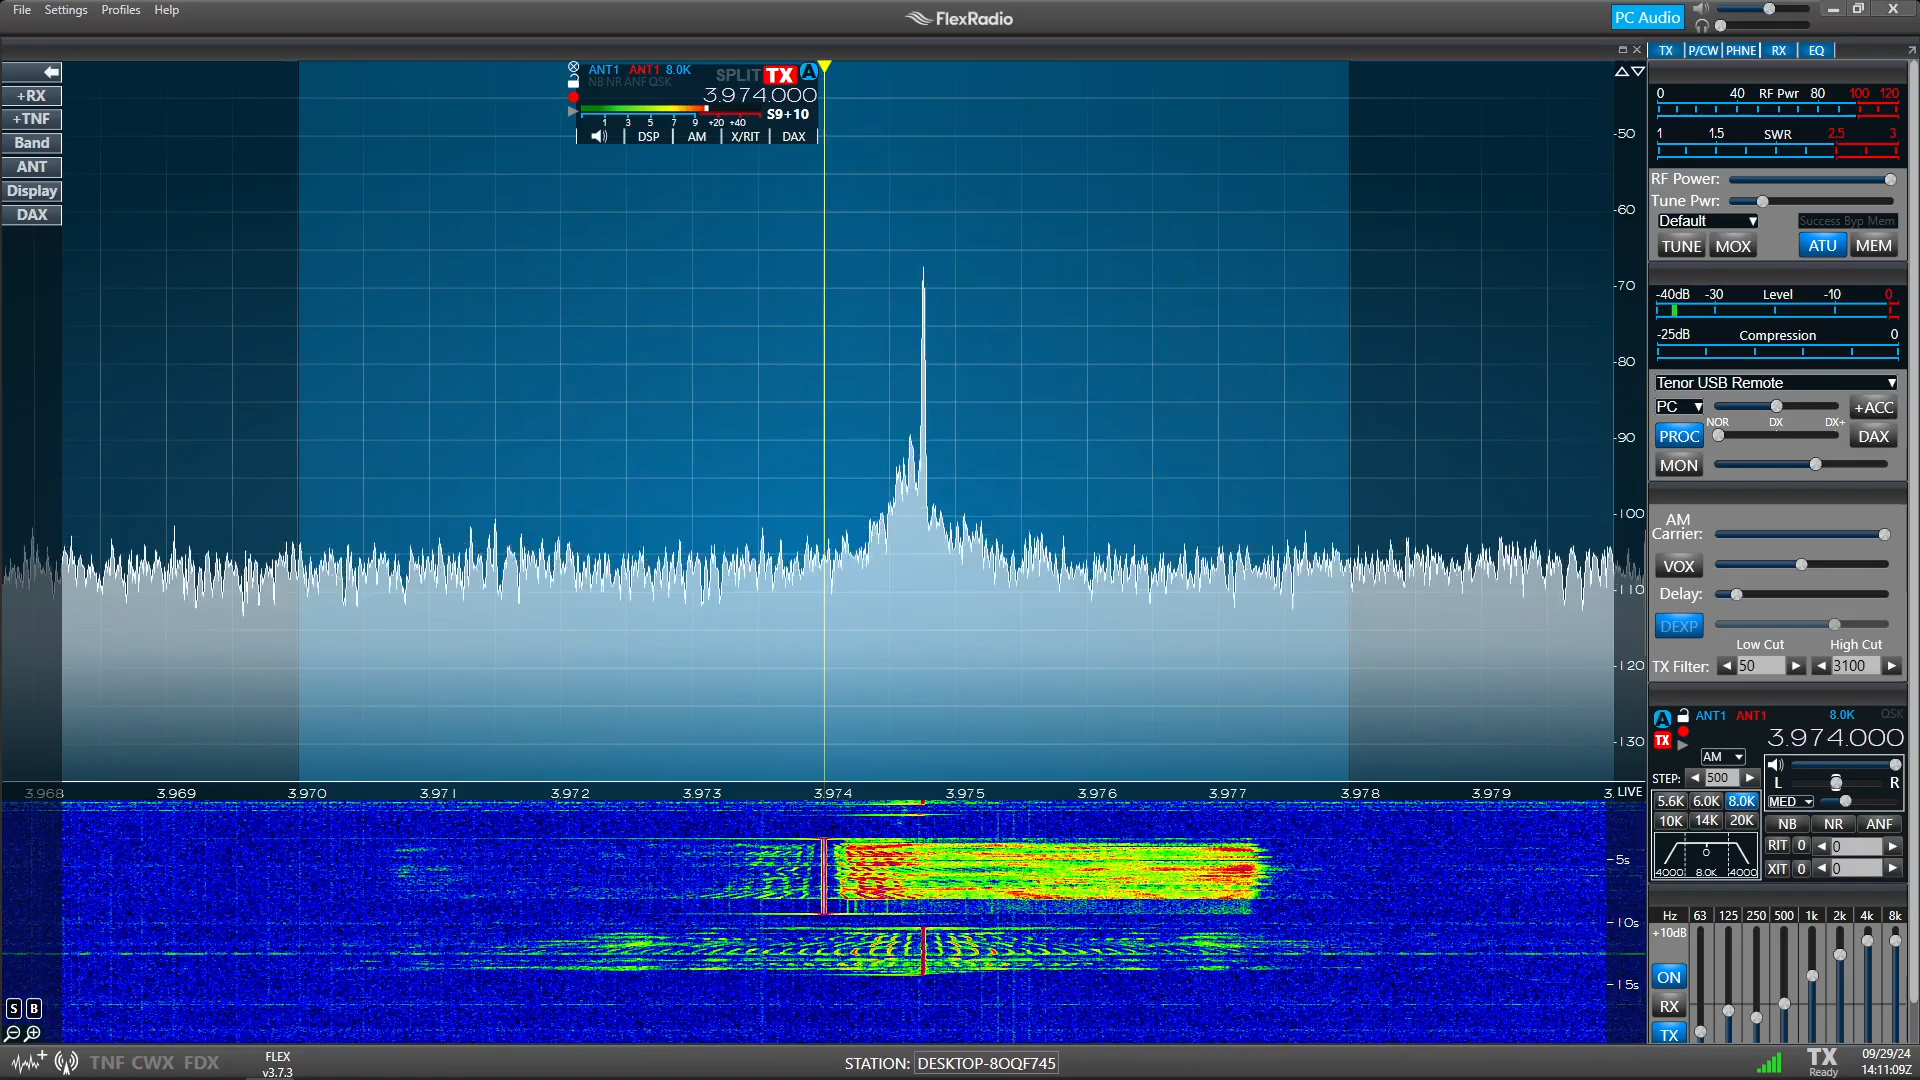 File Settings Profiles Help
FlexRadio
PC Audio
+RX
+TNF
Band
ANT
Display
DAX
ANT1 ANT1 8.0K SPLIT TX A
NB NR ANF QSK
3.974.000
S9+10
1 3 5 7 9 +20 +40
DSP AM X/RIT DAX
-50
-60
-70
-80
-90
-100
-110
-120
-130
3.968 3.969 3.970 3.971 3.972 3.973 3.974 3.975 3.976 3.977 3.978 3.979 3. LIVE
-5s
-10s
-15s
S B
TX P/CW PHNE RX EQ
0 40 RF Pwr 80 100 120
1 1.5 SWR 2.5 3
RF Power:
Tune Pwr:
Default Success Byp Mem
TUNE MOX ATU MEM
-40dB -30 Level -10 0
-25dB Compression 0
Tenor USB Remote
PC +ACC
NOR DX DX+
PROC DAX
MON
AM
Carrier:
VOX
Delay:
DEXP
Low Cut High Cut
TX Filter: 50 3100
A ANT1 ANT1 8.0K QSK
TX 3.974.000
AM
STEP: 500 L R
5.6K 6.0K 8.0K MED
10K 14K 20K NB NR ANF
RIT 0 0
4000 8.0K 4000 XIT 0 0
Hz 63 125 250 500 1k 2k 4k 8k
+10dB
ON
RX
TX
TNF CWX FDX
FLEX
v3.7.3
STATION: DESKTOP-8OQF745
TX
Ready
09/29/24
14:11:09Z